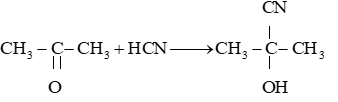 CN
CH3 – C – CH3 + HCN ⟶ CH3 – C – CH3
O OH